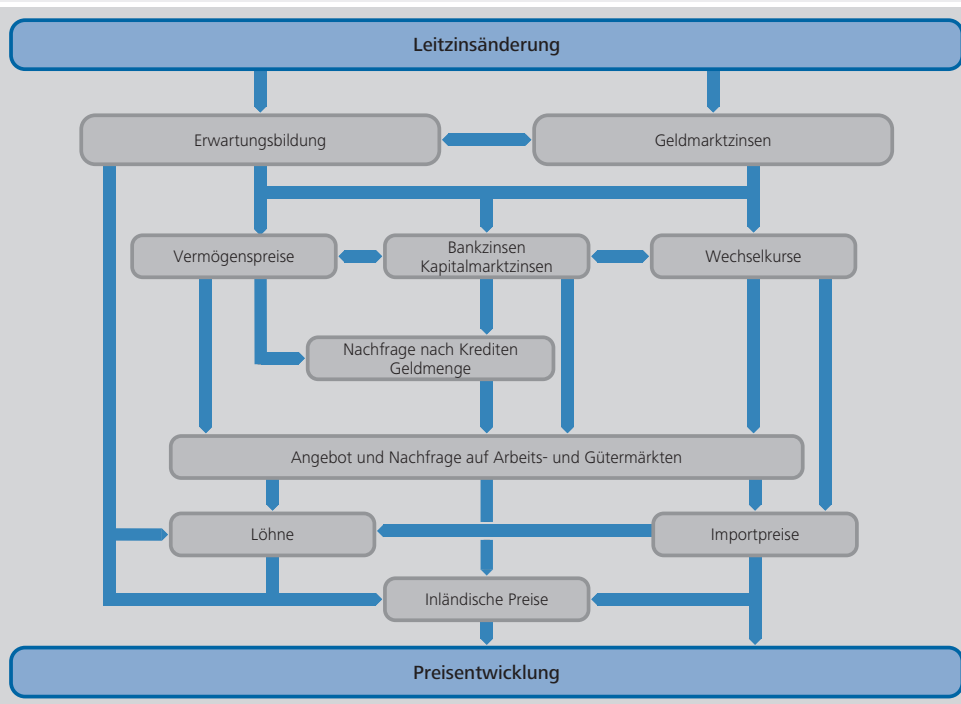 Leitzinsänderung
Erwartungsbildung
Geldmarktzinsen
Vermögenspreise
Bankzinsen
Kapitalmarktzinsen
Wechselkurse
Nachfrage nach Krediten
Geldmenge
Angebot und Nachfrage auf Arbeits- und Gütermärkten
Löhne
Importpreise
Inländische Preise
Preisentwicklung